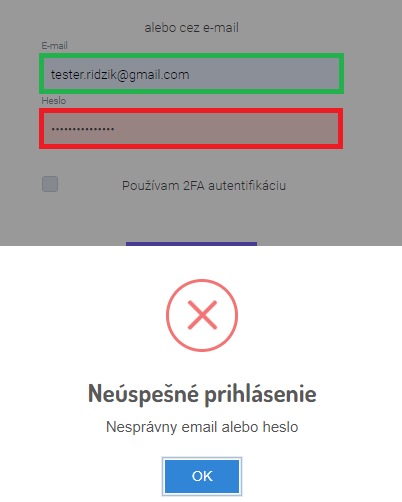 alebo cez e-mail
E-mail
tester.ridzik@gmail.com
Heslo
•••••••••••••••
Používam 2FA autentifikáciu
Neúspešné prihlásenie
Nesprávny email alebo heslo
OK